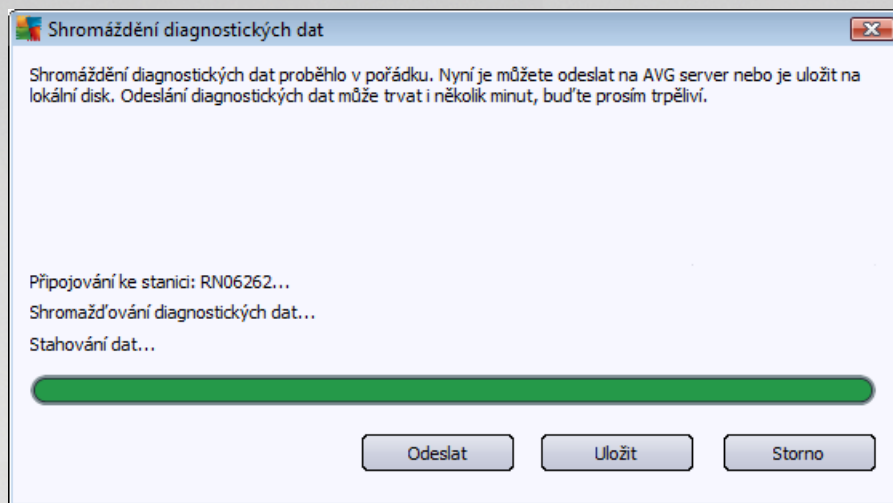 Shromáždění diagnostických dat
Shromáždění diagnostických dat proběhlo v pořádku. Nyní je můžete odeslat na AVG server nebo je uložit na
lokální disk. Odeslání diagnostických dat může trvat i několik minut, buďte prosím trpěliví.
Připojování ke stanici: RN06262...
Shromažďování diagnostických dat...
Stahování dat...
Odeslat
Uložit
Storno